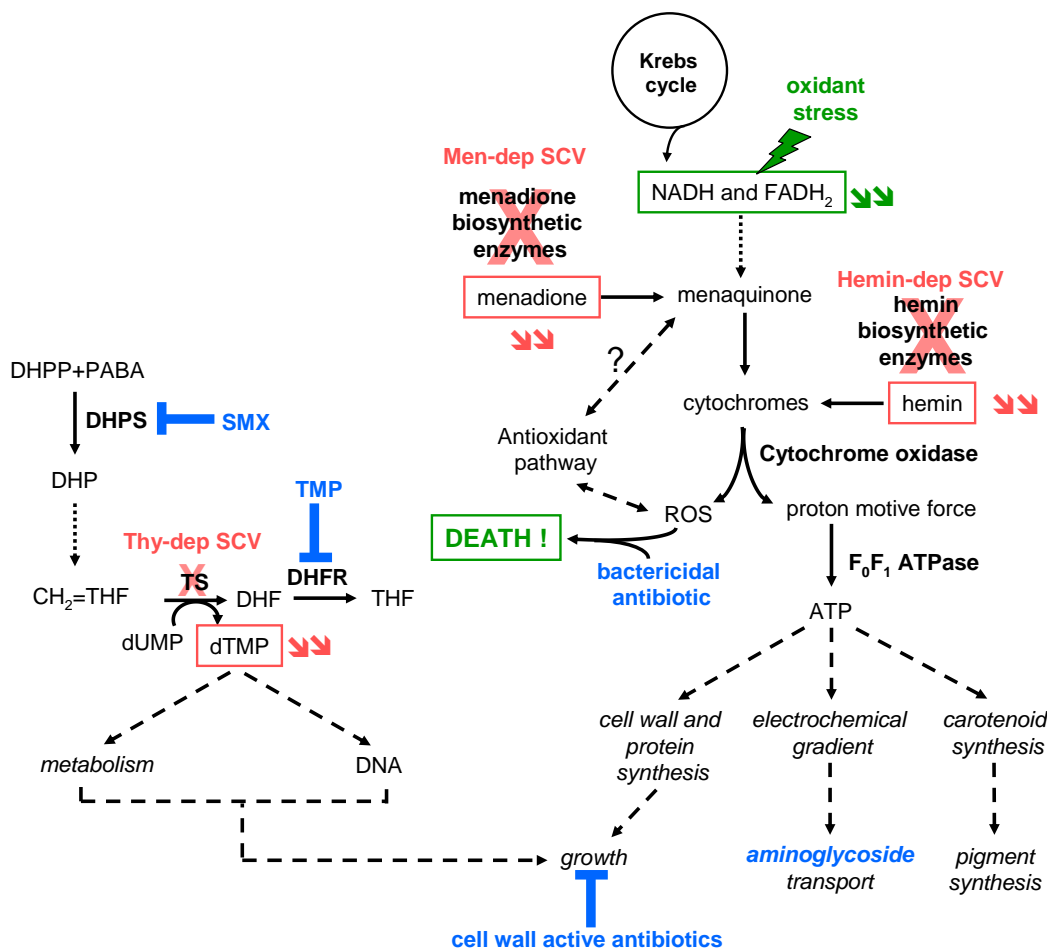 Krebs
cycle
oxidant
stress
Men-dep SCV
menadione
biosynthetic
enzymes
NADH and FADH₂
menadione
menaquinone
Hemin-dep SCV
hemin
biosynthetic
enzymes
?
DHPP+PABA
DHPS
SMX
cytochromes
hemin
Antioxidant
pathway
Cytochrome oxidase
DHP
TMP
ROS
proton motive force
Thy-dep SCV
DEATH !
TS
DHFR
bactericidal
antibiotic
F₀F₁ ATPase
CH₂=THF
DHF
THF
dUMP
dTMP
ATP
cell wall and
protein
synthesis
electrochemical
gradient
carotenoid
synthesis
metabolism
DNA
growth
aminoglycoside
transport
pigment
synthesis
cell wall active antibiotics